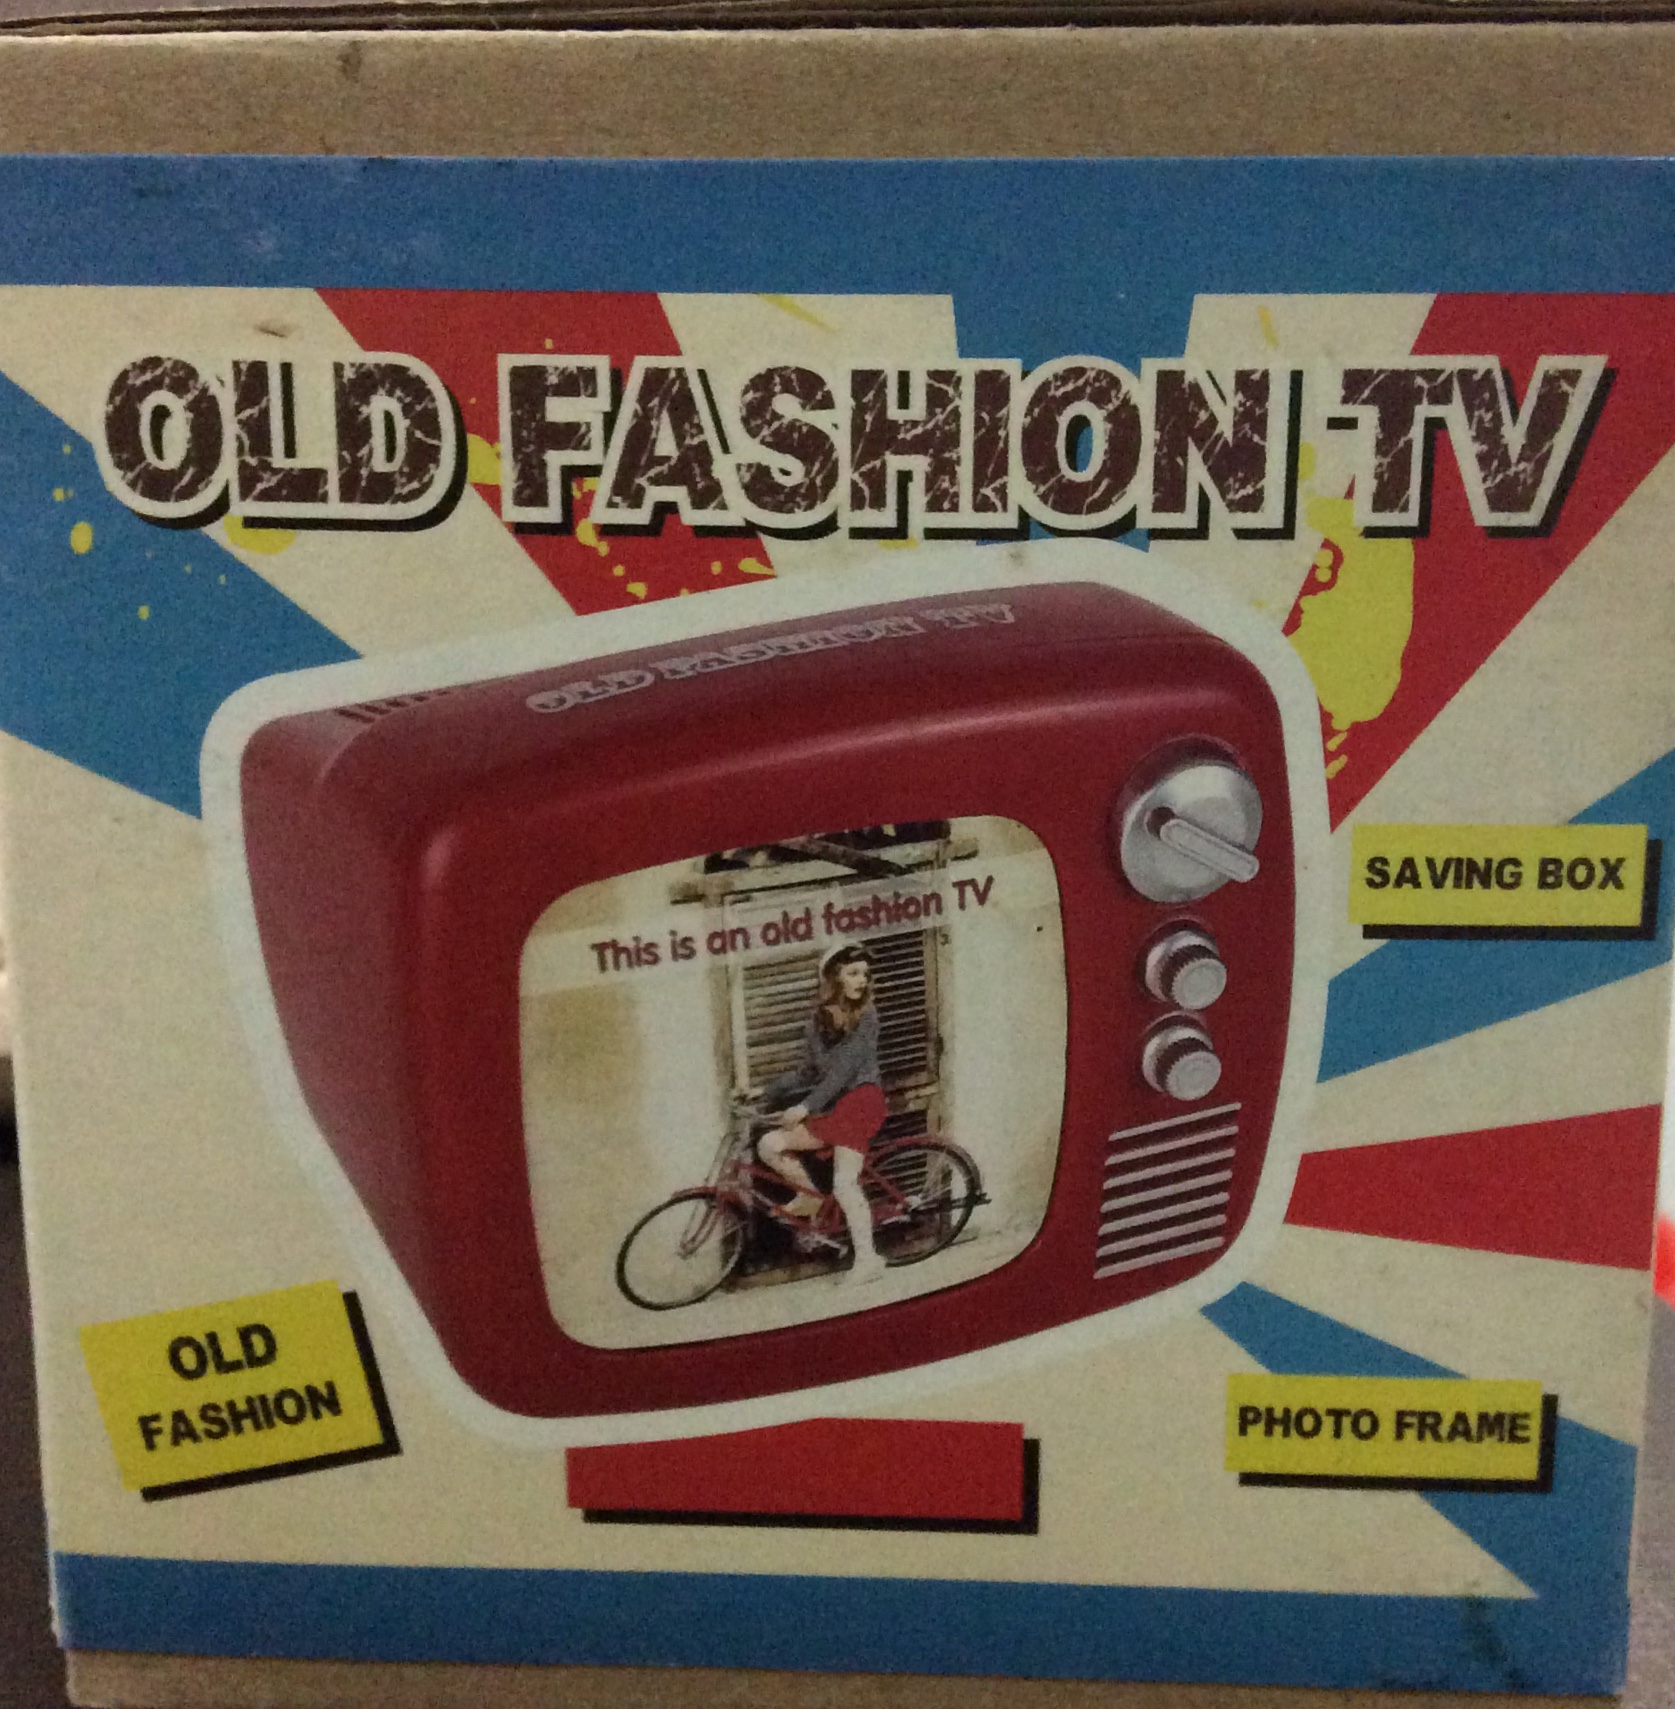 OLD FASHION TV
OLD FASHION TV
This is an old fashion TV
SAVING BOX
OLD
FASHION
PHOTO FRAME